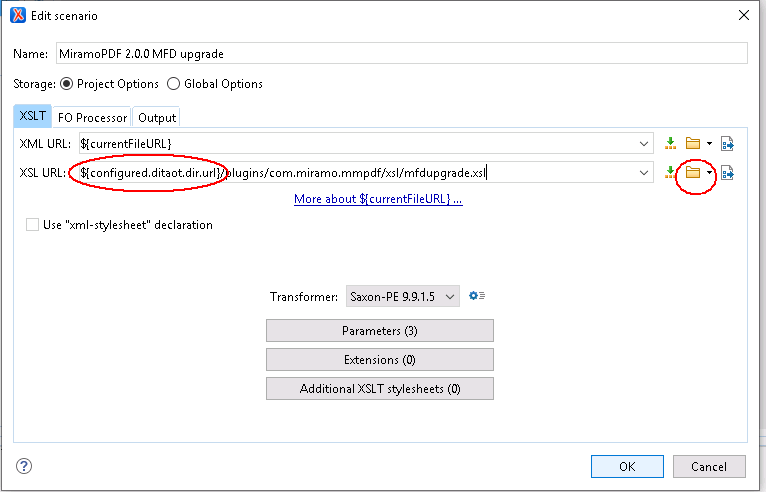 Edit scenario
Name: MiramoPDF 2.0.0 MFD upgrade
Storage: Project Options Global Options
XSLT FO Processor Output
XML URL: ${currentFileURL}
XSL URL: ${configured.ditaot.dir.url}/plugins/com.miramo.mmpdf/xsl/mfdupgrade.xsl
More about ${currentFileURL} ...
Use "xml-stylesheet" declaration
Transformer: Saxon-PE 9.9.1.5
Parameters (3)
Extensions (0)
Additional XSLT stylesheets (0)
? OK Cancel